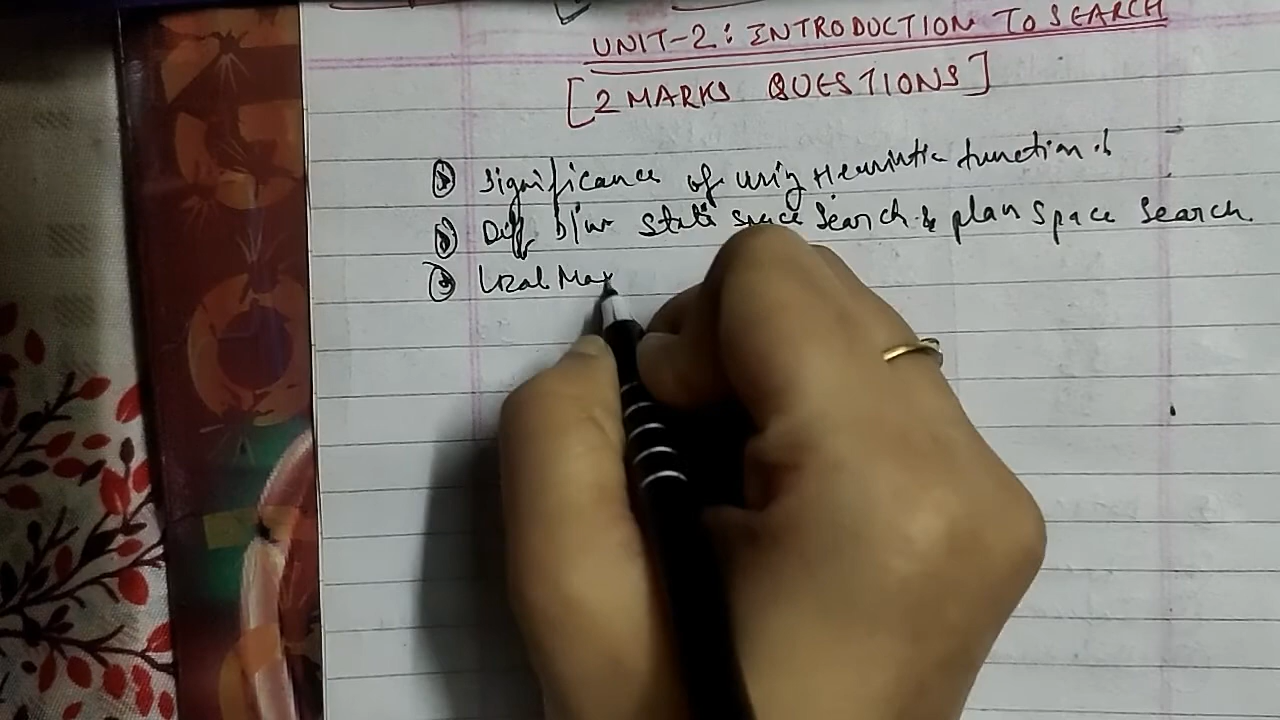 UNIT-2: INTRODUCTION TO SEARCH
[2 MARKS QUESTIONS]
Significance of using Heuristic function.
Diff b/w state space search & plan space search
Local Max